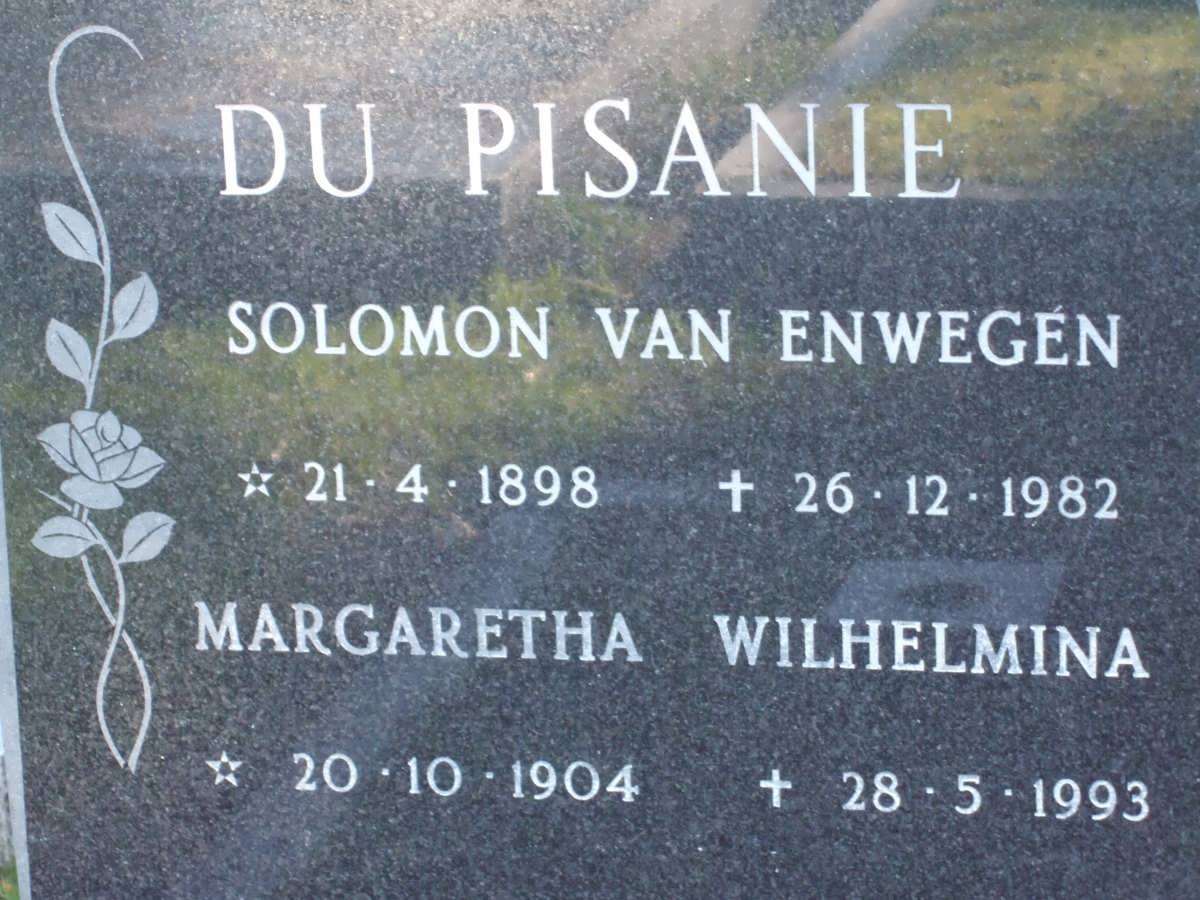 DU PISANIE
SOLOMON VAN ENWEGÉN
☆ 21 · 4 · 1898 ✝ 26 · 12 · 1982
MARGARETHA WILHELMINA
☆ 20 · 10 · 1904 ✝ 28 · 5 · 1993